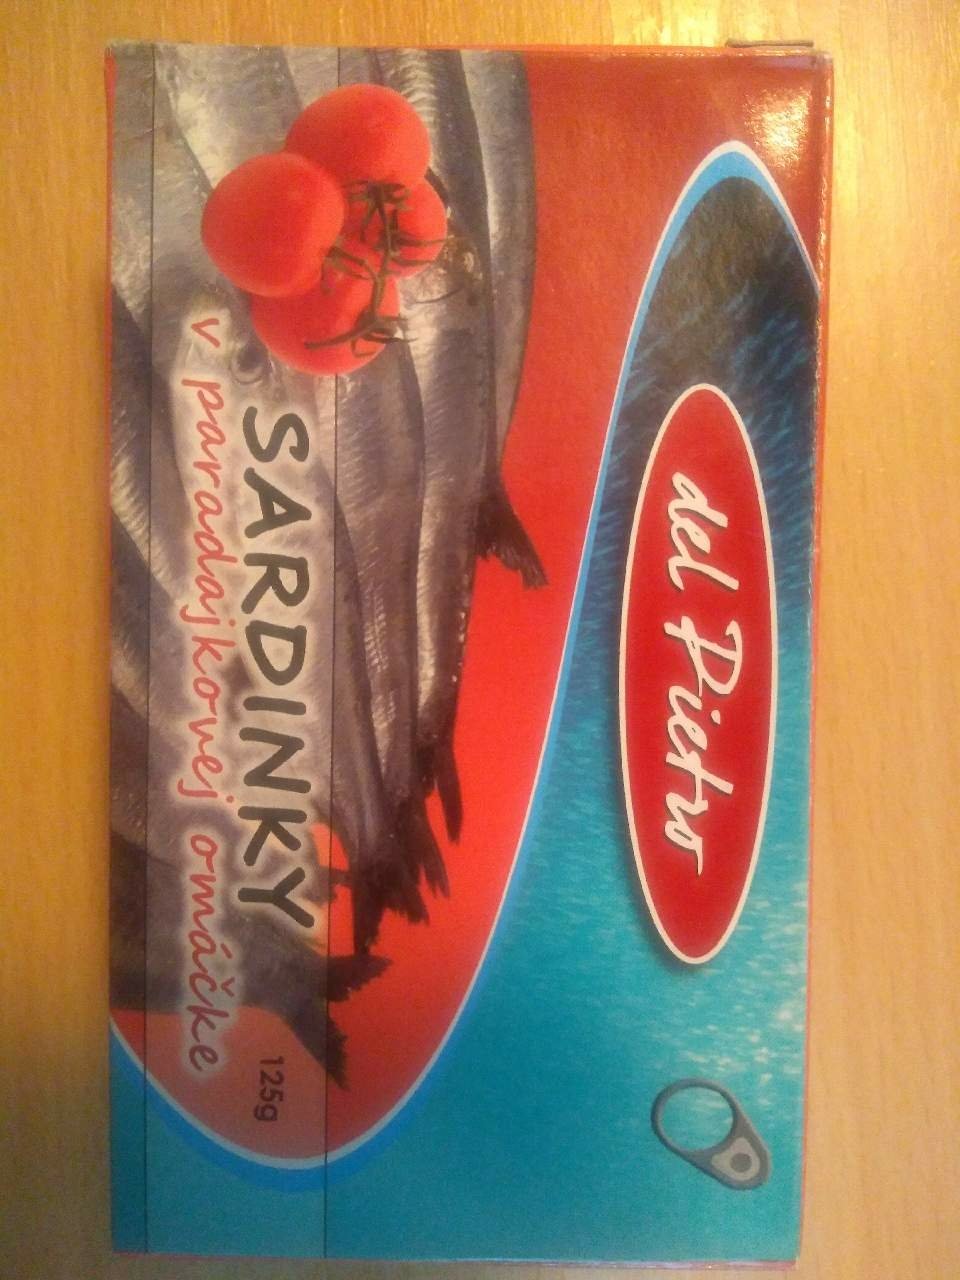 del Pietro
SARDINKY
v paradajkovej omáčke
125g